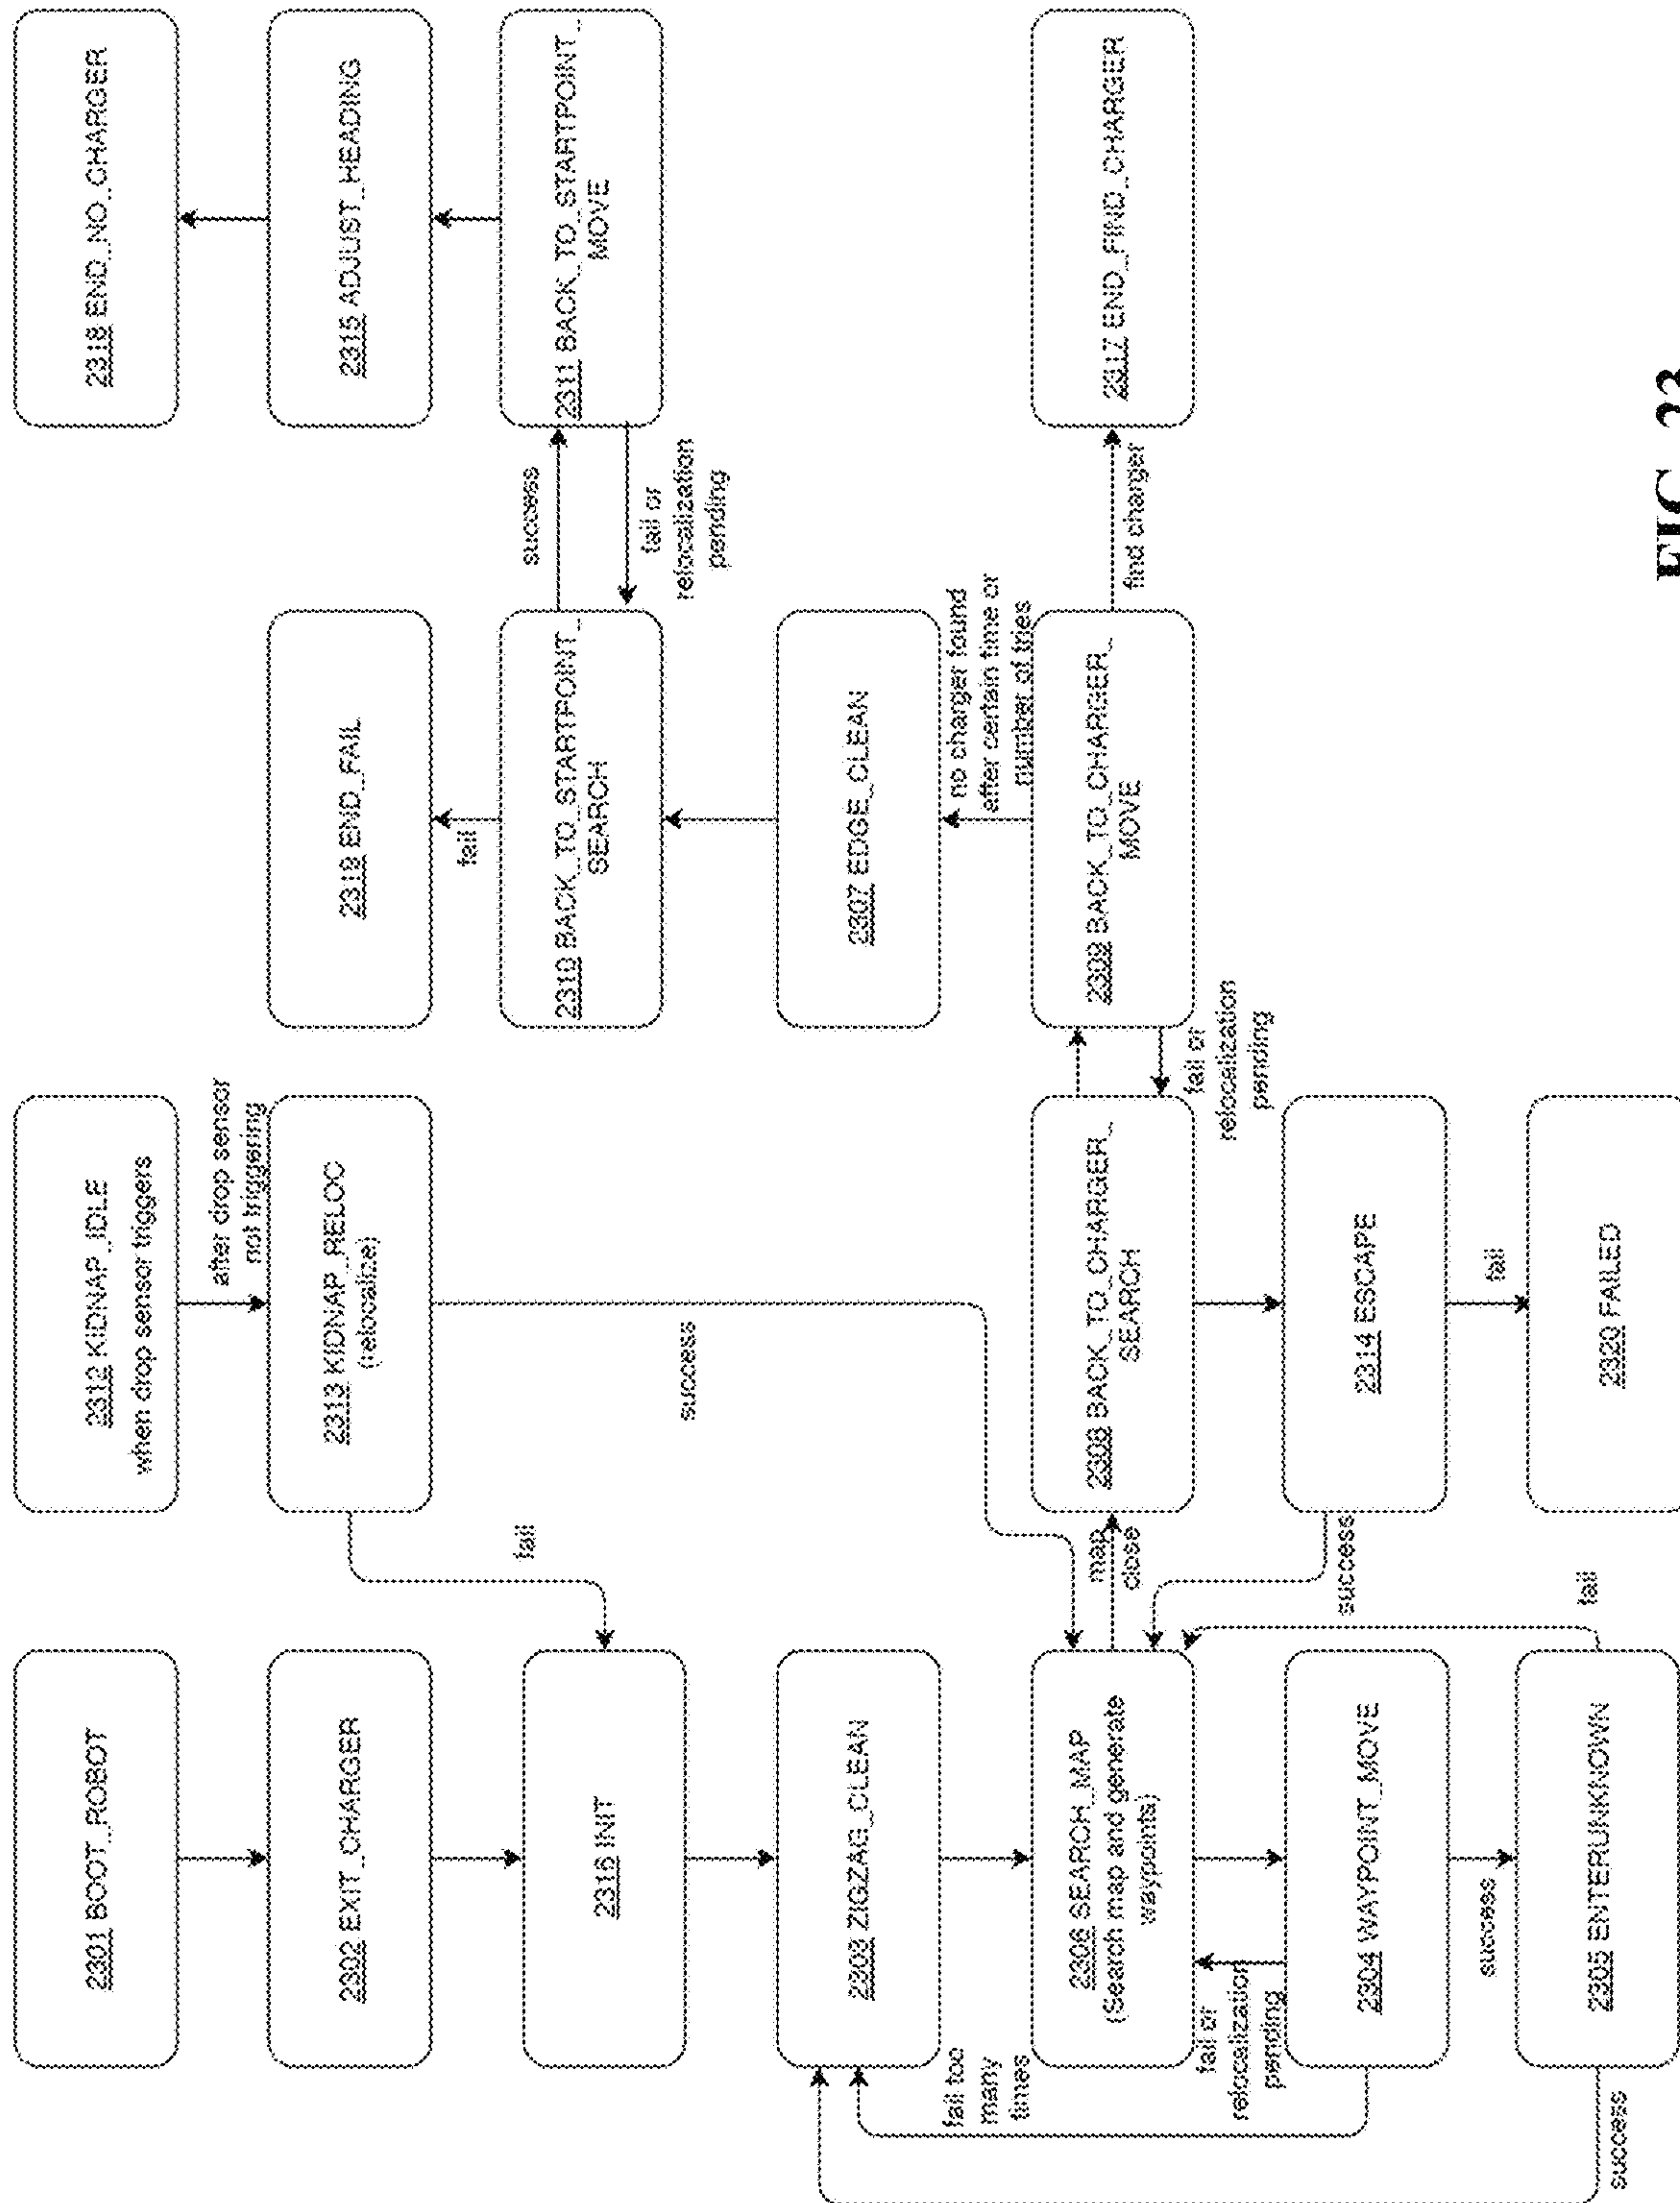 2301 BOOT_ROBOT
2312 KIDNAP_IDLE
when drop sensor triggers
2318 END_NO_CHARGER
after drop sensor
not triggering
2302 EXIT_CHARGER
2313 KIDNAP_RELOC
(relocalize)
2319 END_FAIL
2315 ADJUST_HEADING
fail
fail
2316 INIT
2310 BACK_TO_STARTPOINT_
SEARCH
success
2311 BACK_TO_STARTPOINT_
MOVE
fail or
relocalization
pending
success
2303 ZIGZAG_CLEAN
2307 EDGE_CLEAN
fail too
many
times
no charger found
after certain time or
number of tries
2306 SEARCH_MAP
(Search map and generate
waypoints)
map
close
2308 BACK_TO_CHARGER_
SEARCH
2309 BACK_TO_CHARGER_
MOVE
find charger
2317 END_FIND_CHARGER
fail or
relocalization
pending
fail or
relocalization
pending
2304 WAYPOINT_MOVE
success
2314 ESCAPE
success
fail
fail
2305 ENTERUNKNOWN
2320 FAILED
success
FIG. 23